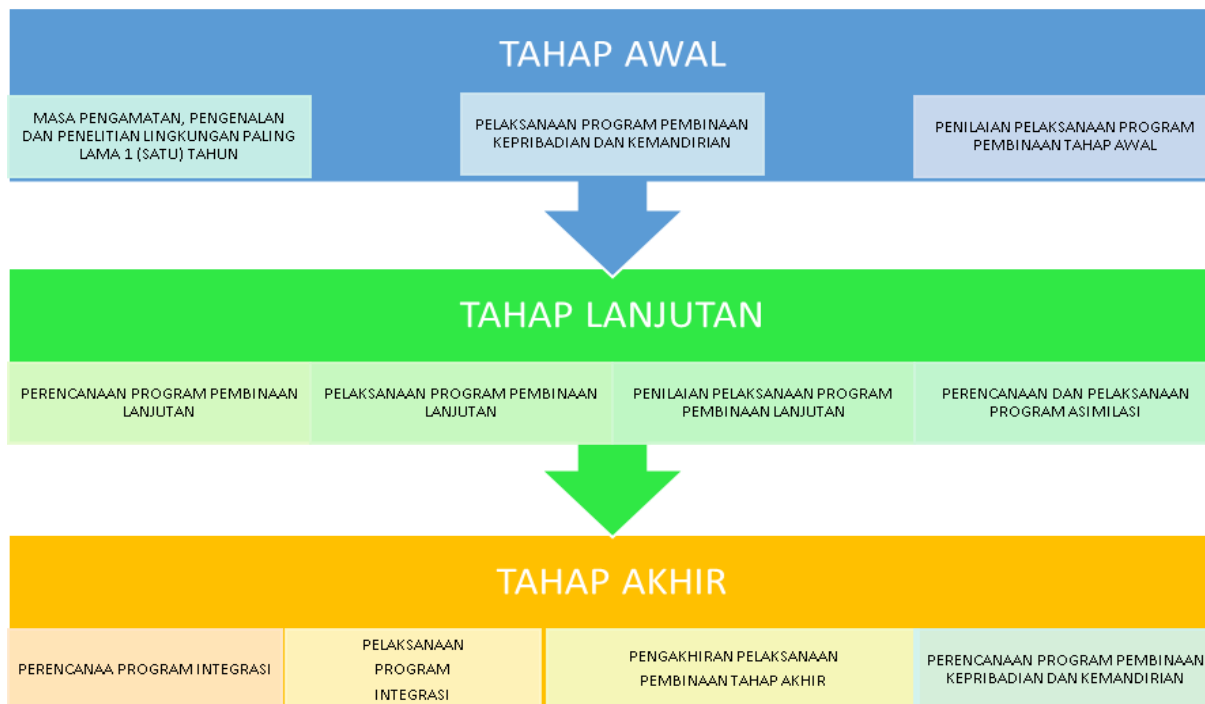 TAHAP AWAL
MASA PENGAMATAN, PENGENALAN
DAN PENELITIAN LINGKUNGAN PALING
LAMA 1 (SATU) TAHUN
PELAKSANAAN PROGRAM PEMBINAAN
KEPRIBADIAN DAN KEMANDIRIAN
PENILAIAN PELAKSANAAN PROGRAM
PEMBINAAN TAHAP AWAL
TAHAP LANJUTAN
PERENCANAAN PROGRAM PEMBINAAN
LANJUTAN
PELAKSANAAN PROGRAM PEMBINAAN
LANJUTAN
PENILAIAN PELAKSANAAN PROGRAM
PEMBINAAN LANJUTAN
PERENCANAAN DAN PELAKSANAAN
PROGRAM ASIMILASI
TAHAP AKHIR
PERENCANAA PROGRAM INTEGRASI
PELAKSANAAN
PROGRAM
INTEGRASI
PENGAKHIRAN PELAKSANAAN
PEMBINAAN TAHAP AKHIR
PERENCANAAN PROGRAM PEMBINAAN
KEPRIBADIAN DAN KEMANDIRIAN